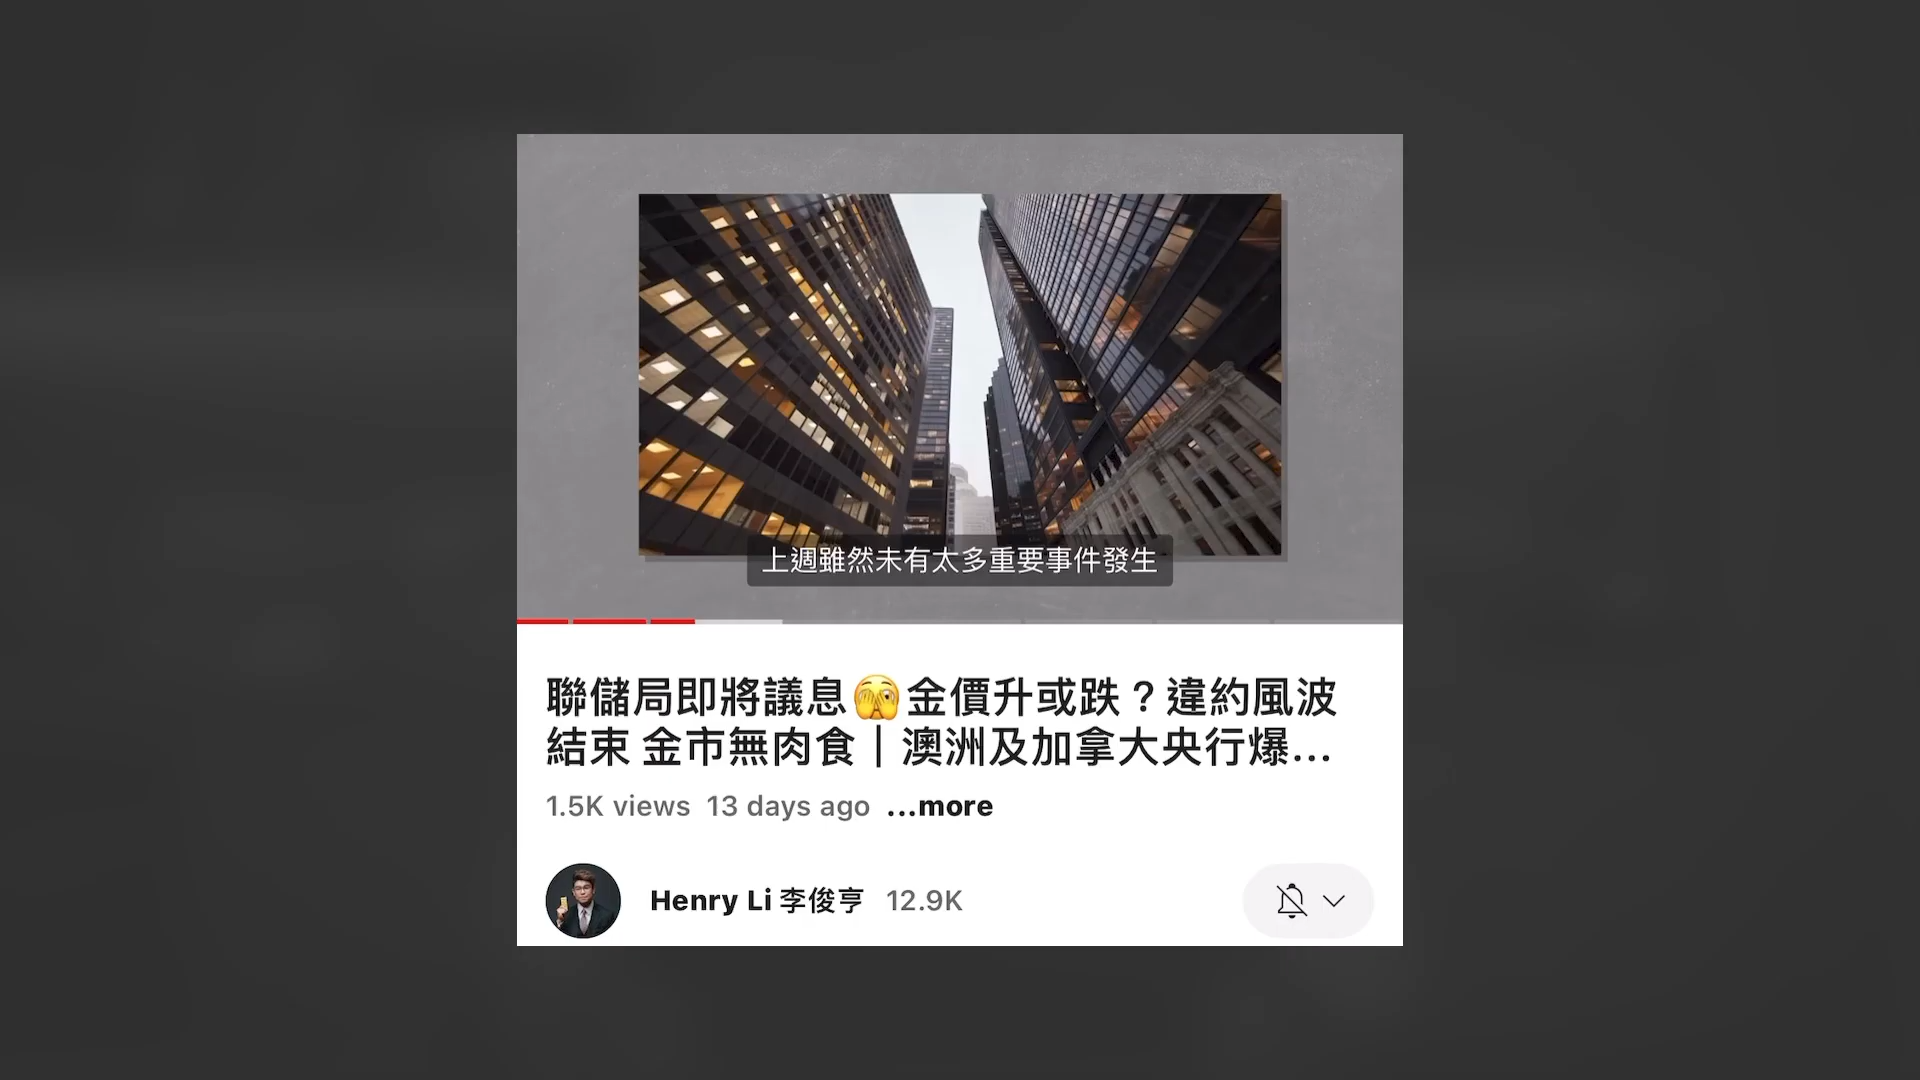 上週雖然未有太多重要事件發生
聯儲局即將議息🫣金價升或跌？違約風波
結束 金市無肉食｜澳洲及加拿大央行爆...
1.5K views 13 days ago ...more
Henry Li 李俊亨 12.9K